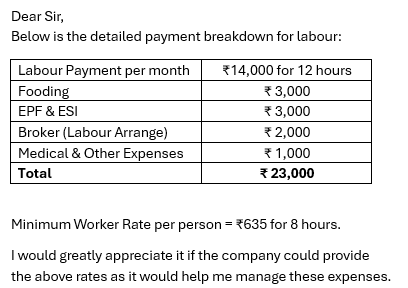 Dear Sir,
Below is the detailed payment breakdown for labour:
Labour Payment per month ₹14,000 for 12 hours
Fooding ₹ 3,000
EPF & ESI ₹ 3,000
Broker (Labour Arrange) ₹ 2,000
Medical & Other Expenses ₹ 1,000
Total ₹ 23,000
Minimum Worker Rate per person = ₹635 for 8 hours.
I would greatly appreciate it if the company could provide
the above rates as it would help me manage these expenses.